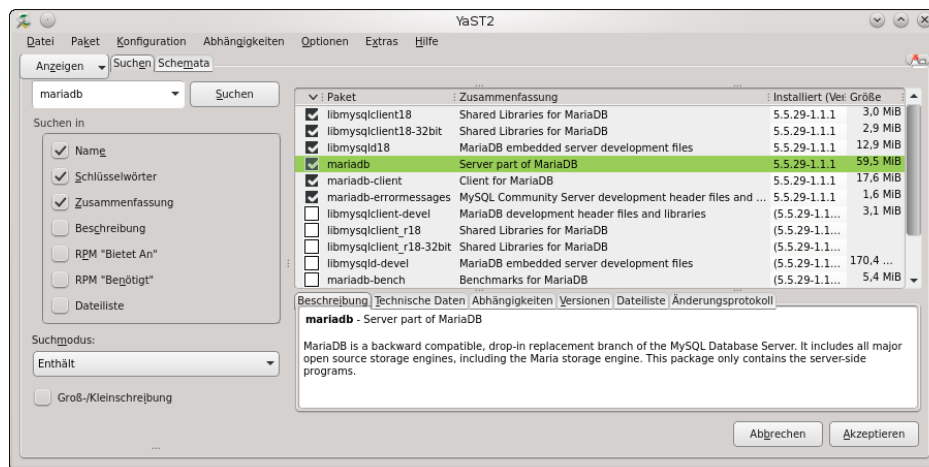 YaST2
Datei Paket Konfiguration Abhängigkeiten Optionen Extras Hilfe
Anzeigen Suchen Schemata
mariadb Suchen
Suchen in
Name
Schlüsselwörter
Zusammenfassung
Beschreibung
RPM "Bietet An"
RPM "Benötigt"
Dateiliste
Suchmodus:
Enthält
Groß-/Kleinschreibung
Paket Zusammenfassung Installiert (Ver Größe
libmysqlclient18 Shared Libraries for MariaDB 5.5.29-1.1.1 3,0 MiB
libmysqlclient18-32bit Shared Libraries for MariaDB 5.5.29-1.1.1 2,9 MiB
libmysqld18 MariaDB embedded server development files 5.5.29-1.1.1 12,9 MiB
mariadb Server part of MariaDB 5.5.29-1.1.1 59,5 MiB
mariadb-client Client for MariaDB 5.5.29-1.1.1 17,6 MiB
mariadb-errormessages MySQL Community Server development header files and ... 5.5.29-1.1.1 1,6 MiB
libmysqlclient-devel MariaDB development header files and libraries (5.5.29-1.1... 3,1 MiB
libmysqlclient_r18 Shared Libraries for MariaDB (5.5.29-1.1...
libmysqlclient_r18-32bit Shared Libraries for MariaDB (5.5.29-1.1...
libmysqld-devel MariaDB embedded server development files (5.5.29-1.1... 170,4 ...
mariadb-bench Benchmarks for MariaDB (5.5.29-1.1... 5,4 MiB
Beschreibung Technische Daten Abhängigkeiten Versionen Dateiliste Änderungsprotokoll
mariadb - Server part of MariaDB
MariaDB is a backward compatible, drop-in replacement branch of the MySQL Database Server. It includes all major
open source storage engines, including the Maria storage engine. This package only contains the server-side
programs.
Abbrechen Akzeptieren